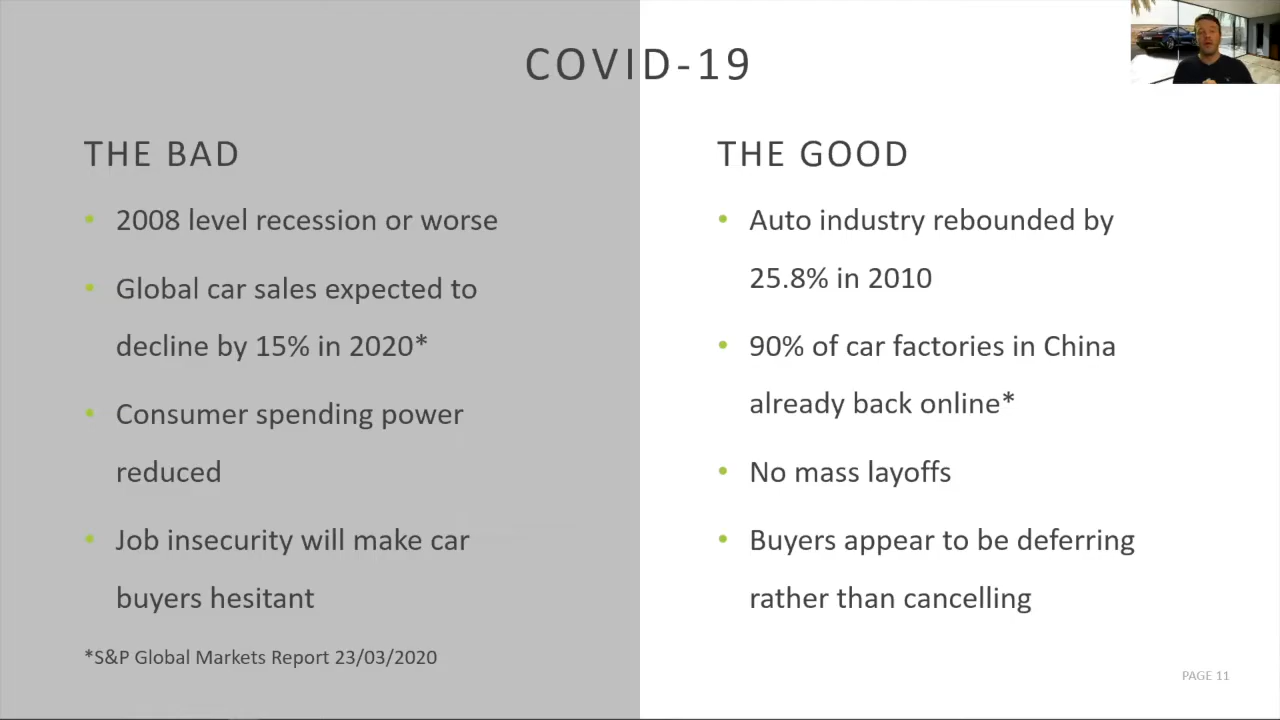 COVID-19
THE BAD
• 2008 level recession or worse
• Global car sales expected to
decline by 15% in 2020*
• Consumer spending power
reduced
• Job insecurity will make car
buyers hesitant
*S&P Global Markets Report 23/03/2020
THE GOOD
• Auto industry rebounded by
25.8% in 2010
• 90% of car factories in China
already back online*
• No mass layoffs
• Buyers appear to be deferring
rather than cancelling
PAGE 11